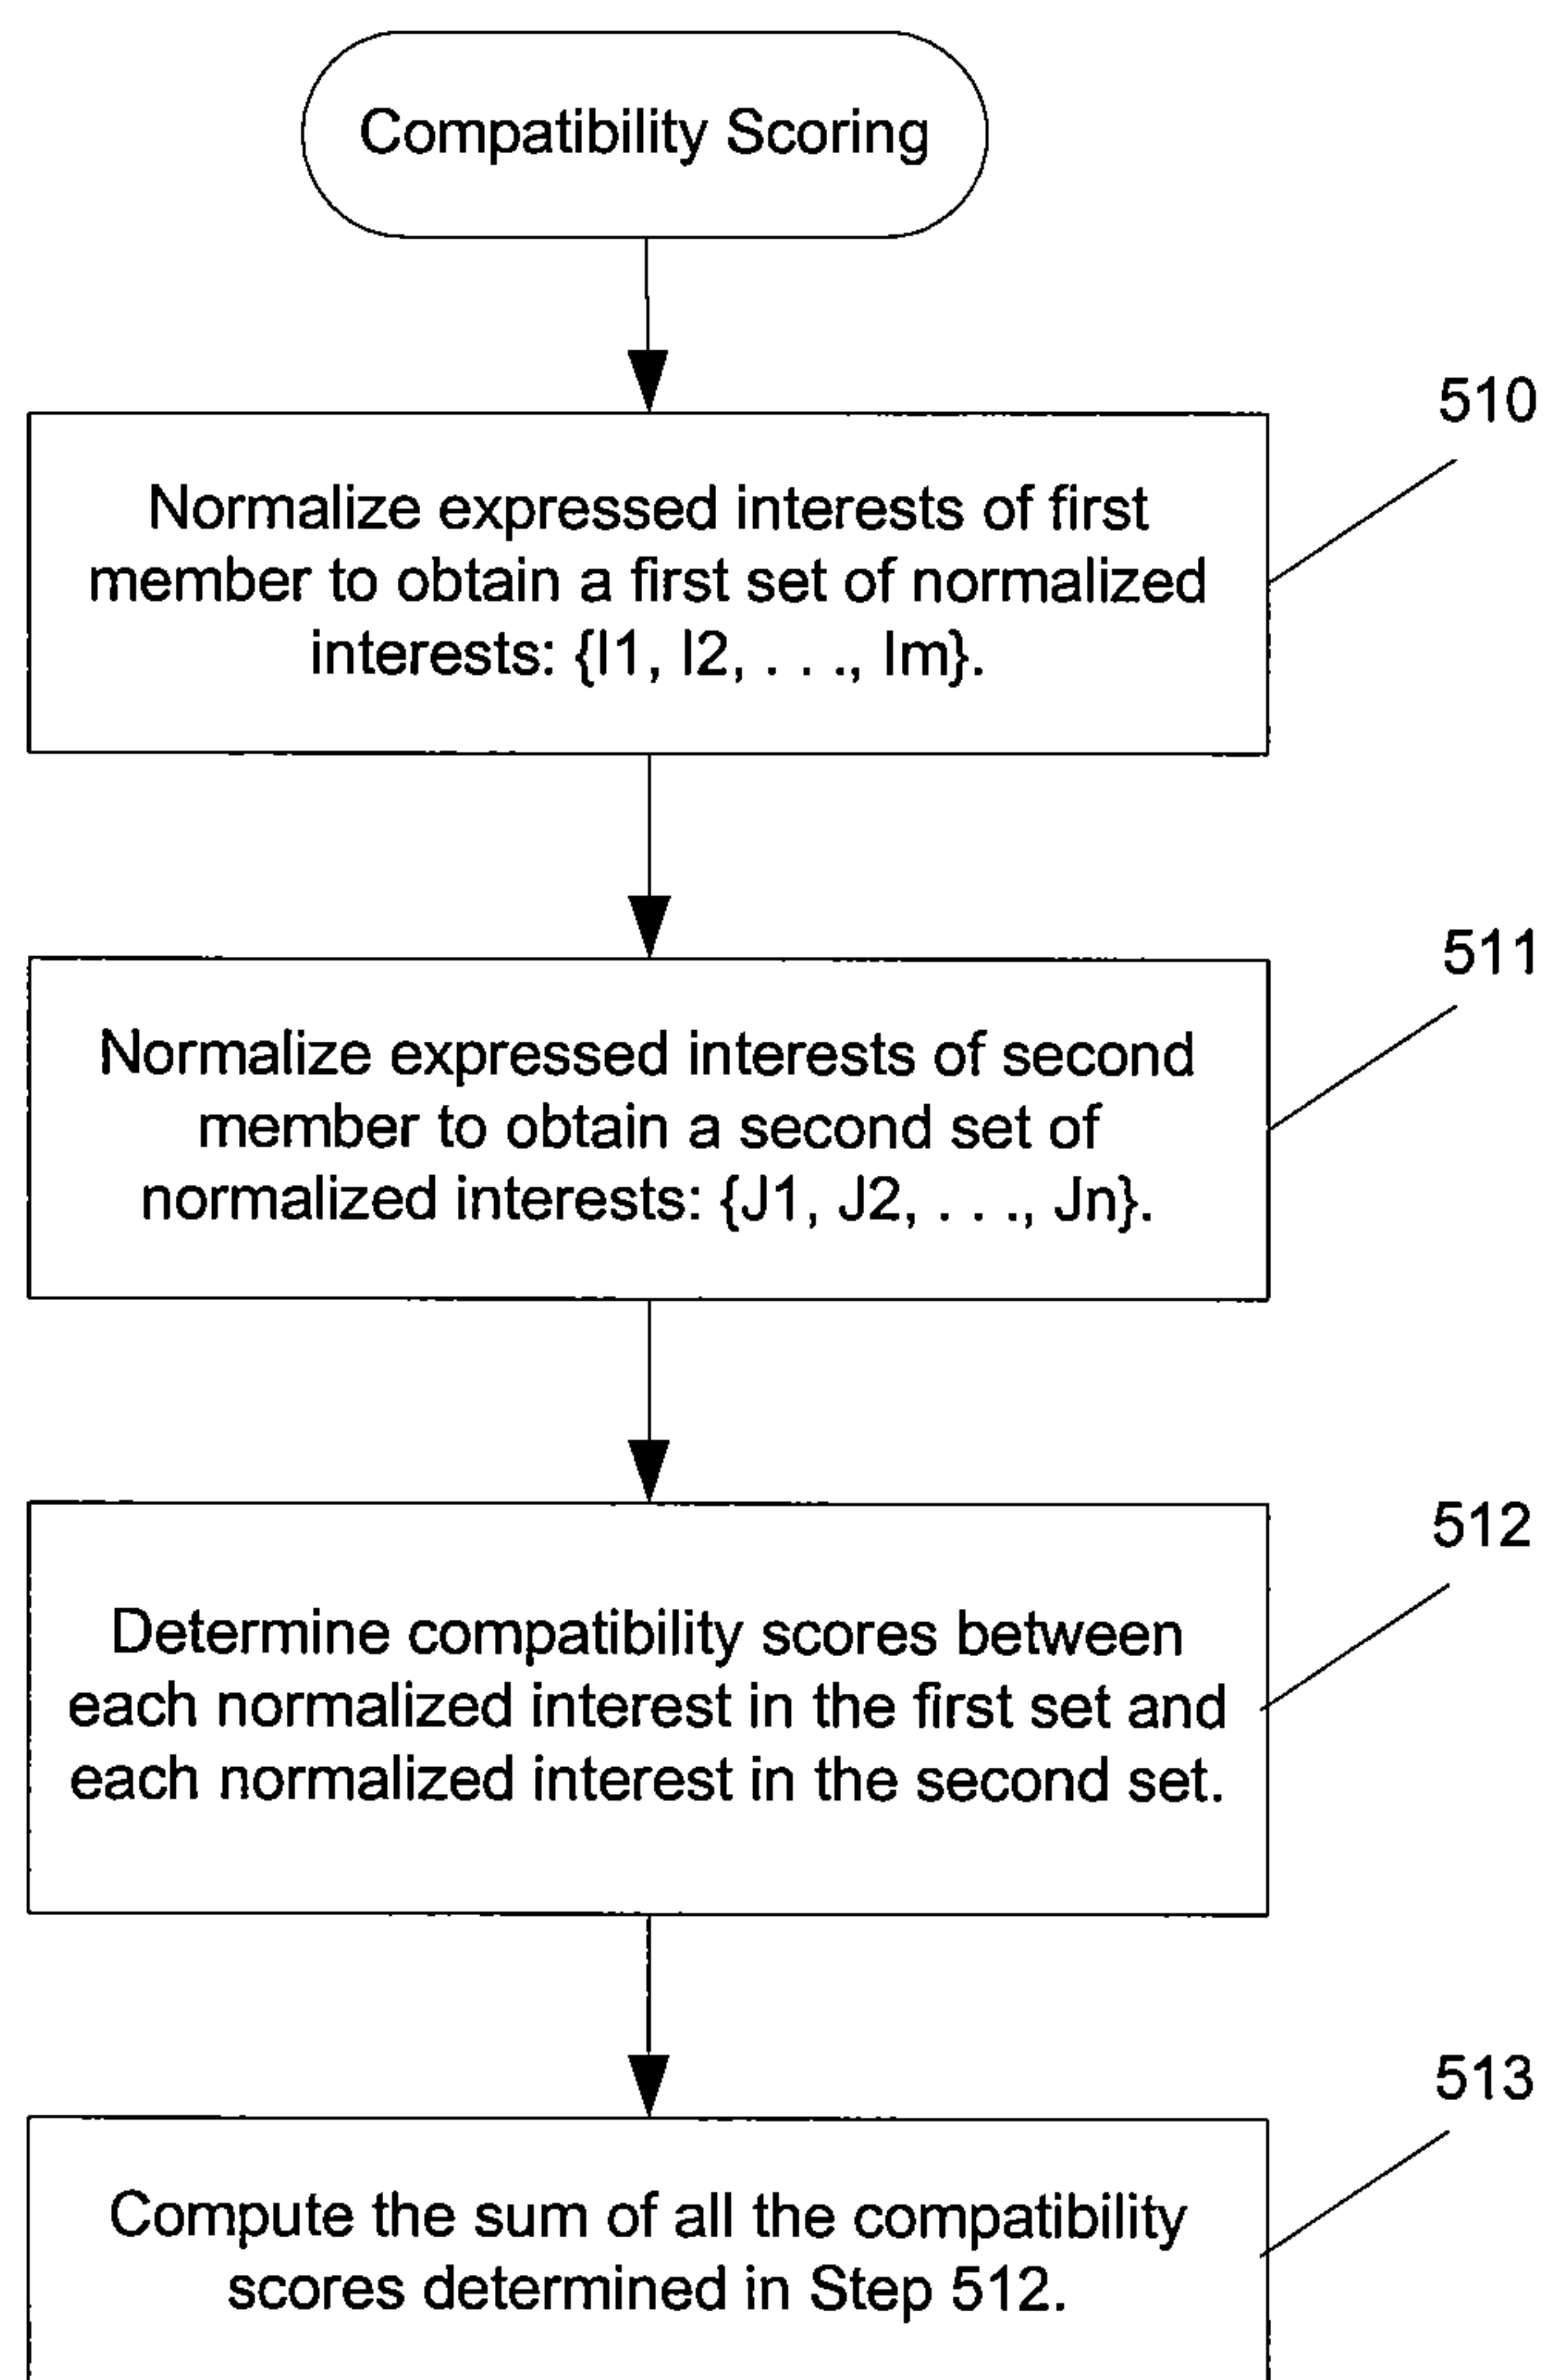 Compatibility Scoring
510
Normalize expressed interests of first
member to obtain a first set of normalized
interests: {I1, I2, . . ., Im}.
511
Normalize expressed interests of second
member to obtain a second set of
normalized interests: {J1, J2, . . ., Jn}.
512
Determine compatibility scores between
each normalized interest in the first set and
each normalized interest in the second set.
513
Compute the sum of all the compatibility
scores determined in Step 512.